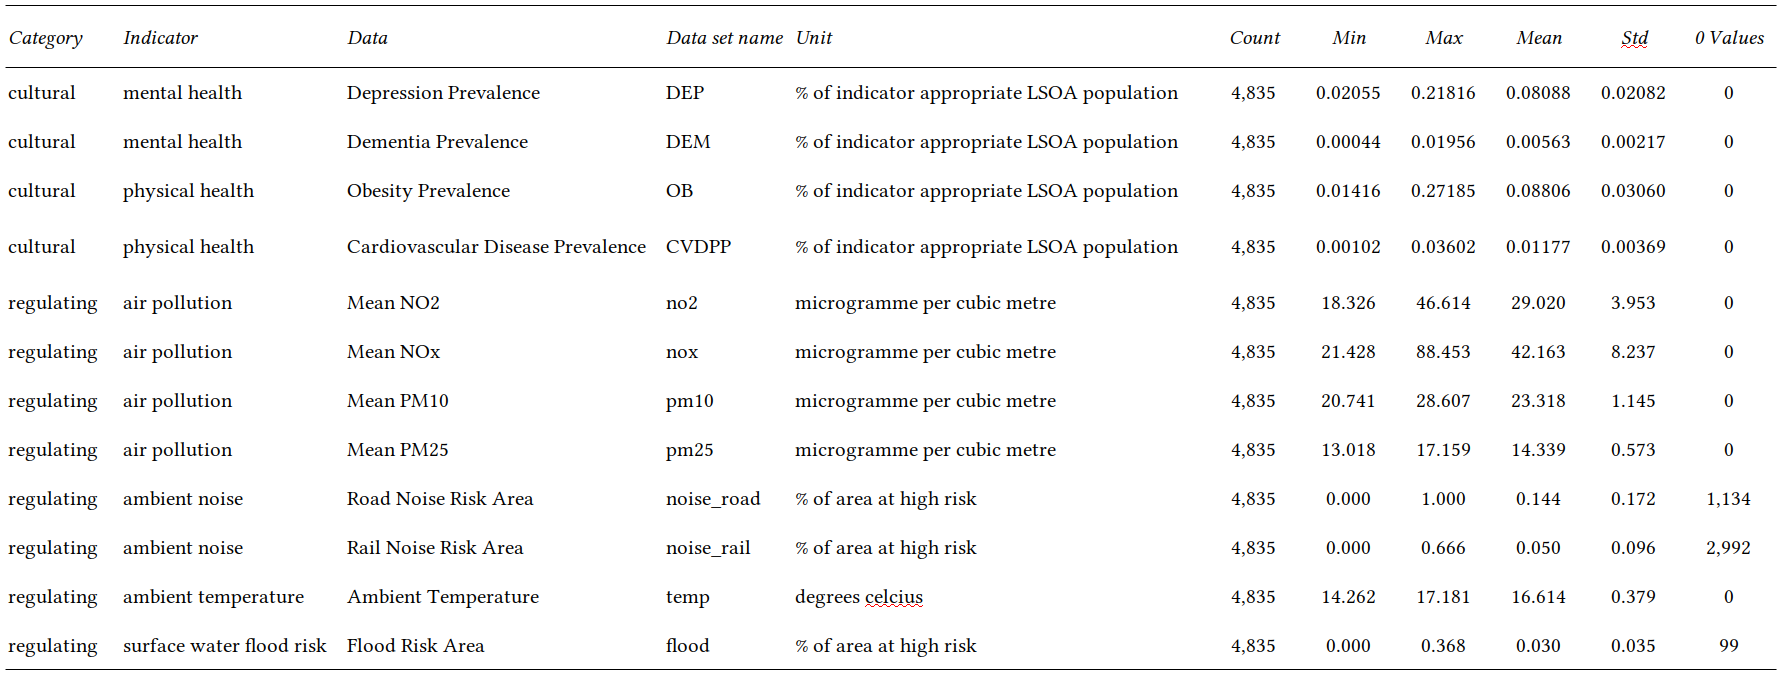 Category Indicator Data Data set name Unit Count Min Max Mean Std 0 Values
cultural mental health Depression Prevalence DEP % of indicator appropriate LSOA population 4,835 0.02055 0.21816 0.08088 0.02082 0
cultural mental health Dementia Prevalence DEM % of indicator appropriate LSOA population 4,835 0.00044 0.01956 0.00563 0.00217 0
cultural physical health Obesity Prevalence OB % of indicator appropriate LSOA population 4,835 0.01416 0.27185 0.08806 0.03060 0
cultural physical health Cardiovascular Disease Prevalence CVDPP % of indicator appropriate LSOA population 4,835 0.00102 0.03602 0.01177 0.00369 0
regulating air pollution Mean NO2 no2 microgramme per cubic metre 4,835 18.326 46.614 29.020 3.953 0
regulating air pollution Mean NOx nox microgramme per cubic metre 4,835 21.428 88.453 42.163 8.237 0
regulating air pollution Mean PM10 pm10 microgramme per cubic metre 4,835 20.741 28.607 23.318 1.145 0
regulating air pollution Mean PM25 pm25 microgramme per cubic metre 4,835 13.018 17.159 14.339 0.573 0
regulating ambient noise Road Noise Risk Area noise_road % of area at high risk 4,835 0.000 1.000 0.144 0.172 1,134
regulating ambient noise Rail Noise Risk Area noise_rail % of area at high risk 4,835 0.000 0.666 0.050 0.096 2,992
regulating ambient temperature Ambient Temperature temp degrees celcius 4,835 14.262 17.181 16.614 0.379 0
regulating surface water flood risk Flood Risk Area flood % of area at high risk 4,835 0.000 0.368 0.030 0.035 99